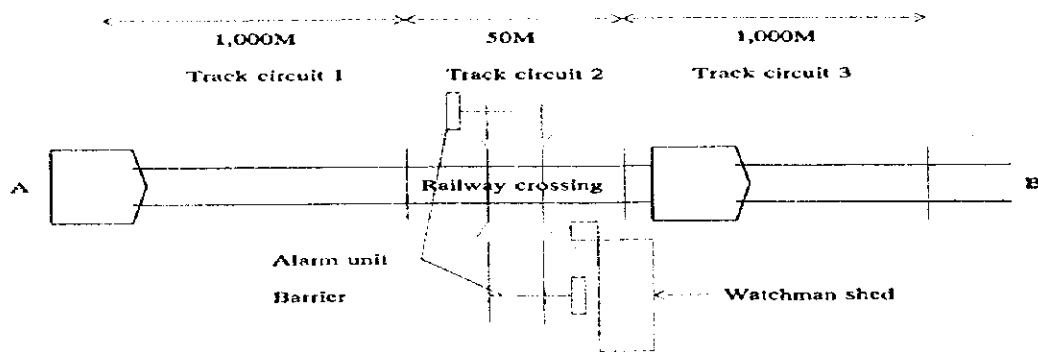 1,000M 50M 1,000M
Track circuit 1 Track circuit 2 Track circuit 3
A Railway crossing B
Alarm unit
Barrier Watchman shed